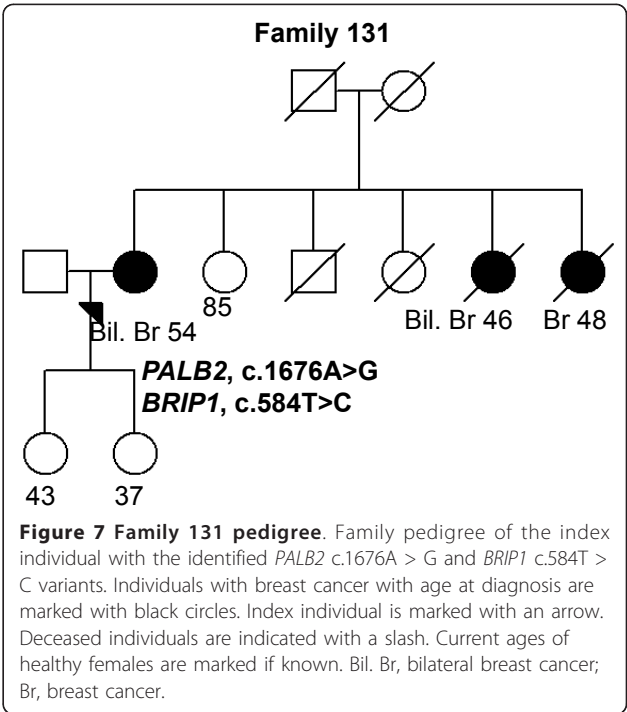 Family 131
85
Bil. Br 54
Bil. Br 46 Br 48
PALB2, c.1676A>G
BRIP1, c.584T>C
43 37
Figure 7 Family 131 pedigree. Family pedigree of the index
individual with the identified PALB2 c.1676A > G and BRIP1 c.584T >
C variants. Individuals with breast cancer with age at diagnosis are
marked with black circles. Index individual is marked with an arrow.
Deceased individuals are indicated with a slash. Current ages of
healthy females are marked if known. Bil. Br, bilateral breast cancer;
Br, breast cancer.